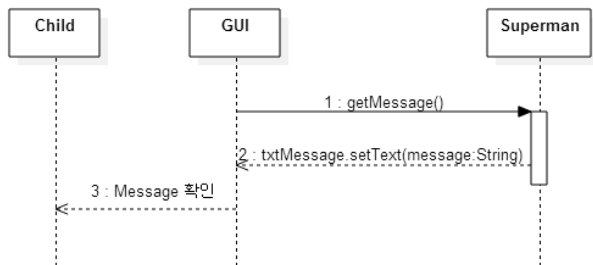 Child
GUI
Superman
1 : getMessage()
2 : txtMessage.setText(message:String)
3 : Message 확인